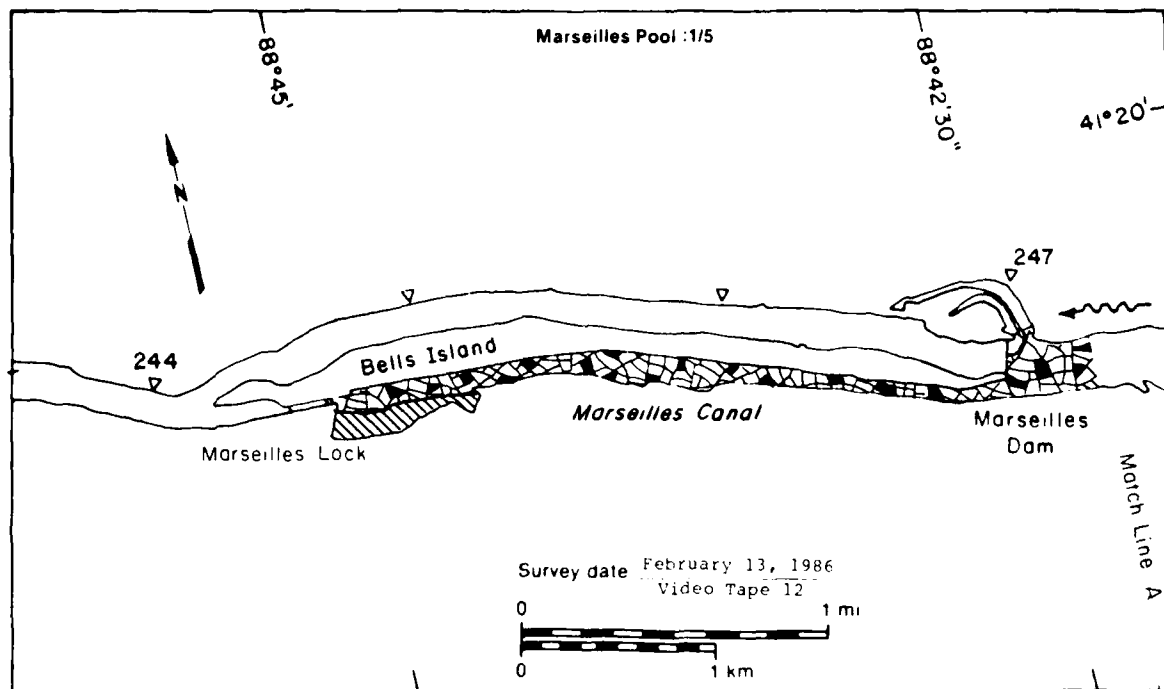 Marseilles Pool :1/5
88°45'
88°42'30"
41°20'
N
247
244
Bells Island
Marseilles Canal
Marseilles
Dam
Marseilles Lock
Match Line A
Survey date February 13, 1986
Video Tape 12
0 1 mi
0 1 km